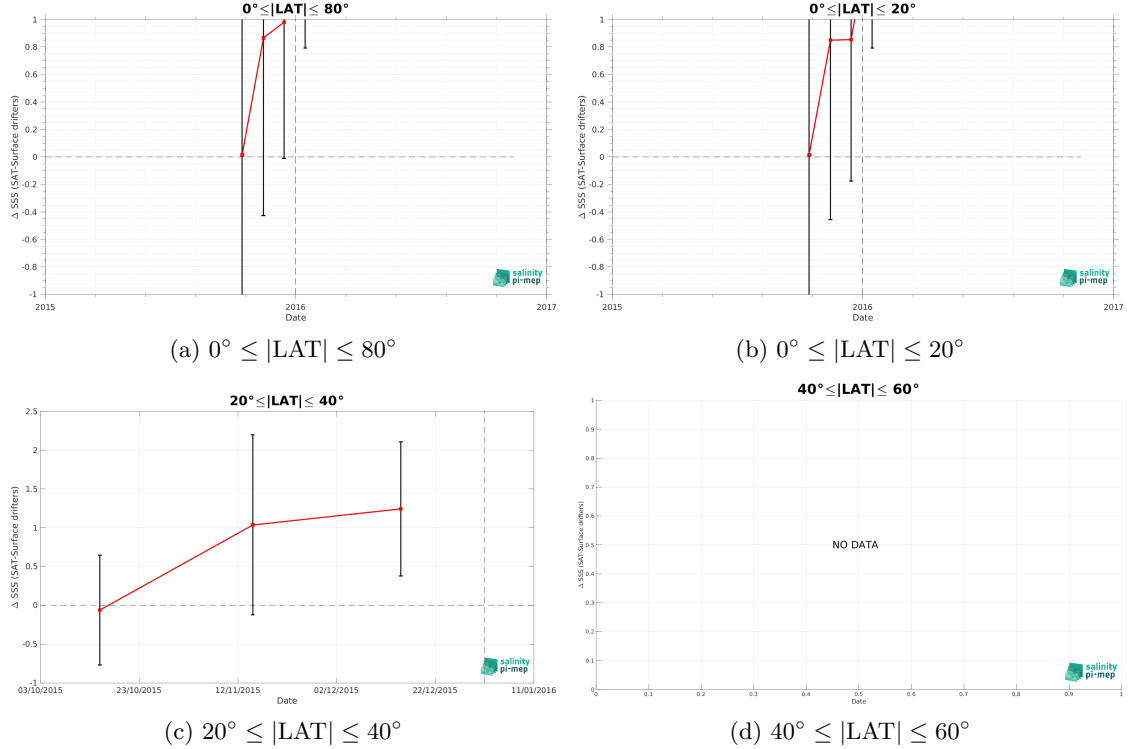 0°≤|LAT|≤ 80°
1
0.8
0.6
0.4
0.2
0
-0.2
-0.4
-0.6
-0.8
-1
Δ SSS (SAT-Surface drifters)
2015
2016
2017
Date
salinity
pi-mep
(a) 0° ≤ |LAT| ≤ 80°
0°≤|LAT|≤ 20°
1
0.8
0.6
0.4
0.2
0
-0.2
-0.4
-0.6
-0.8
-1
Δ SSS (SAT-Surface drifters)
2015
2016
2017
Date
salinity
pi-mep
(b) 0° ≤ |LAT| ≤ 20°
20°≤|LAT|≤ 40°
2.5
2
1.5
1
0.5
0
-0.5
-1
Δ SSS (SAT-Surface drifters)
03/10/2015
23/10/2015
12/11/2015
02/12/2015
22/12/2015
11/01/2016
Date
salinity
pi-mep
(c) 20° ≤ |LAT| ≤ 40°
40°≤|LAT|≤ 60°
1
0.9
0.8
0.7
0.6
0.5
0.4
0.3
0.2
0.1
0
Δ SSS (SAT-Surface drifters)
NO DATA
0
0.1
0.2
0.3
0.4
0.5
0.6
0.7
0.8
0.9
1
Date
salinity
pi-mep
(d) 40° ≤ |LAT| ≤ 60°